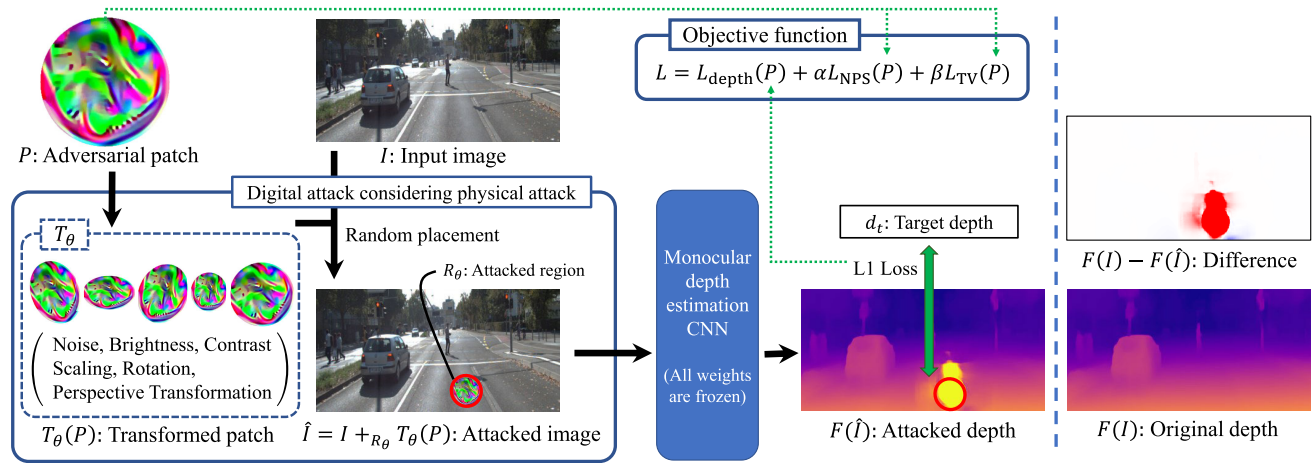 P: Adversarial patch
I: Input image
Objective function
L = L_depth(P) + αL_NPS(P) + βL_TV(P)
Digital attack considering physical attack
T_θ
Noise, Brightness, Contrast
Scaling, Rotation,
Perspective Transformation
T_θ(P): Transformed patch
Random placement
R_θ: Attacked region
Î = I +_{R_θ} T_θ(P): Attacked image
Monocular
depth
estimation
CNN
(All weights
are frozen)
d_t: Target depth
L1 Loss
F(Î): Attacked depth
F(I) − F(Î): Difference
F(I): Original depth